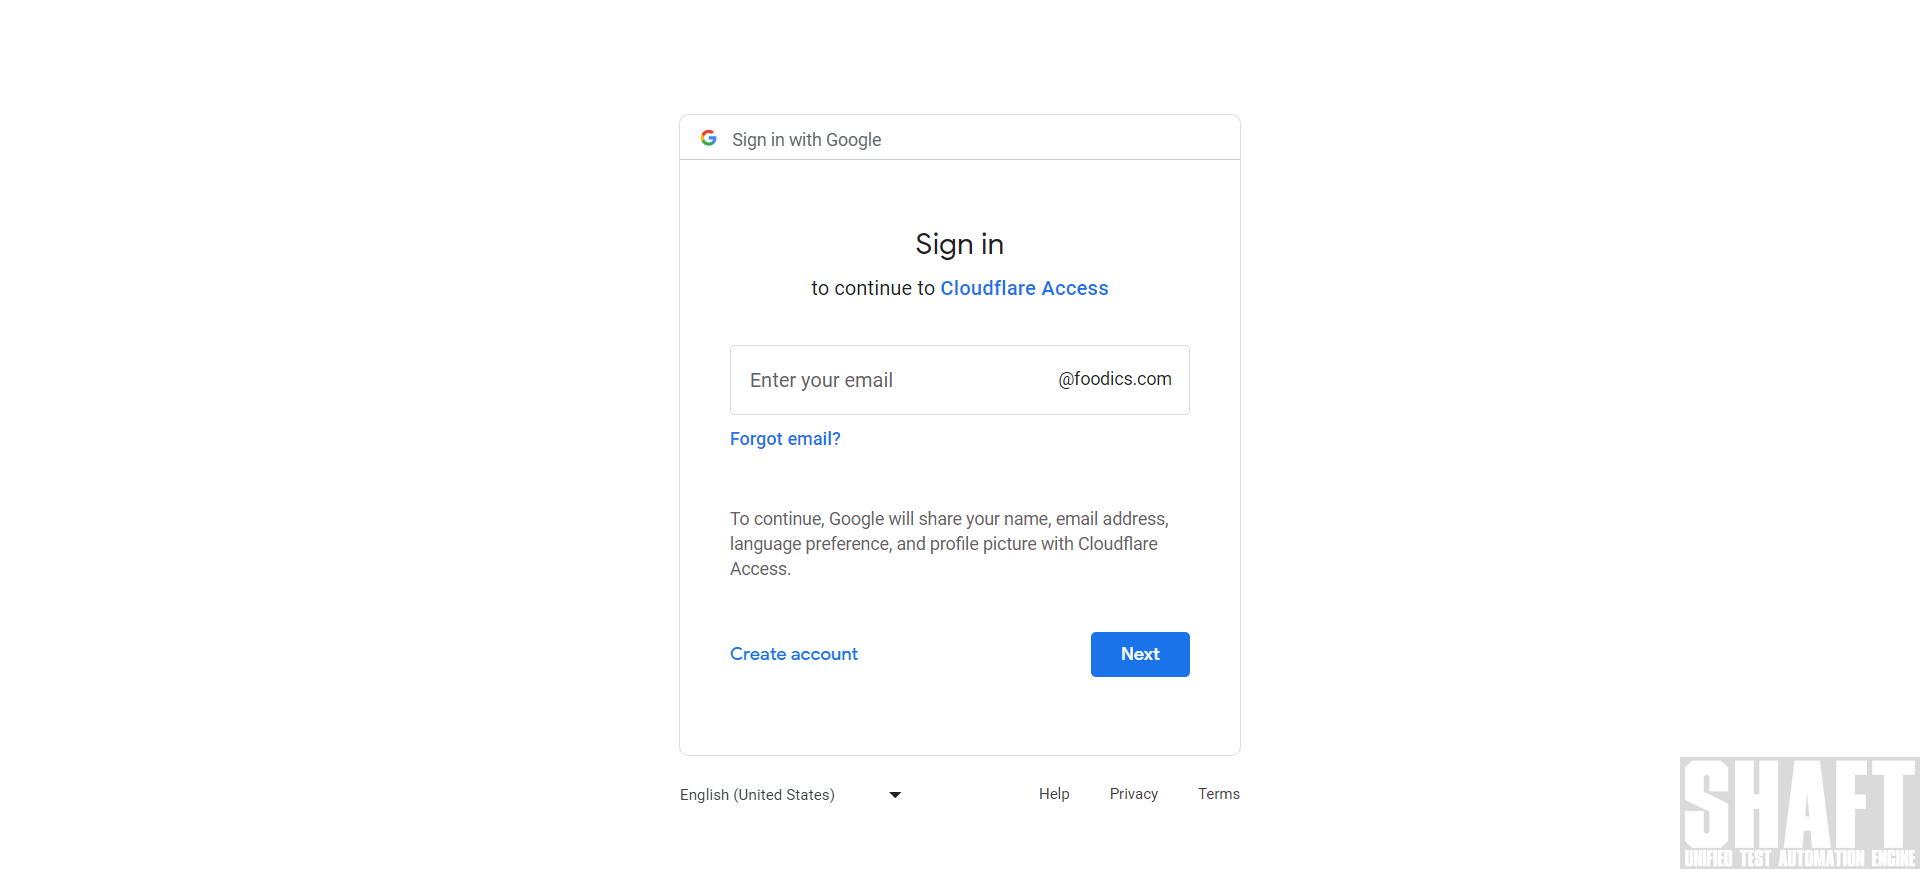 Sign in with Google
Sign in
to continue to Cloudflare Access
Enter your email @foodics.com
Forgot email?
To continue, Google will share your name, email address,
language preference, and profile picture with Cloudflare
Access.
Create account Next
English (United States) Help Privacy Terms
SHAFT
UNIFIED TEST AUTOMATION ENGINE